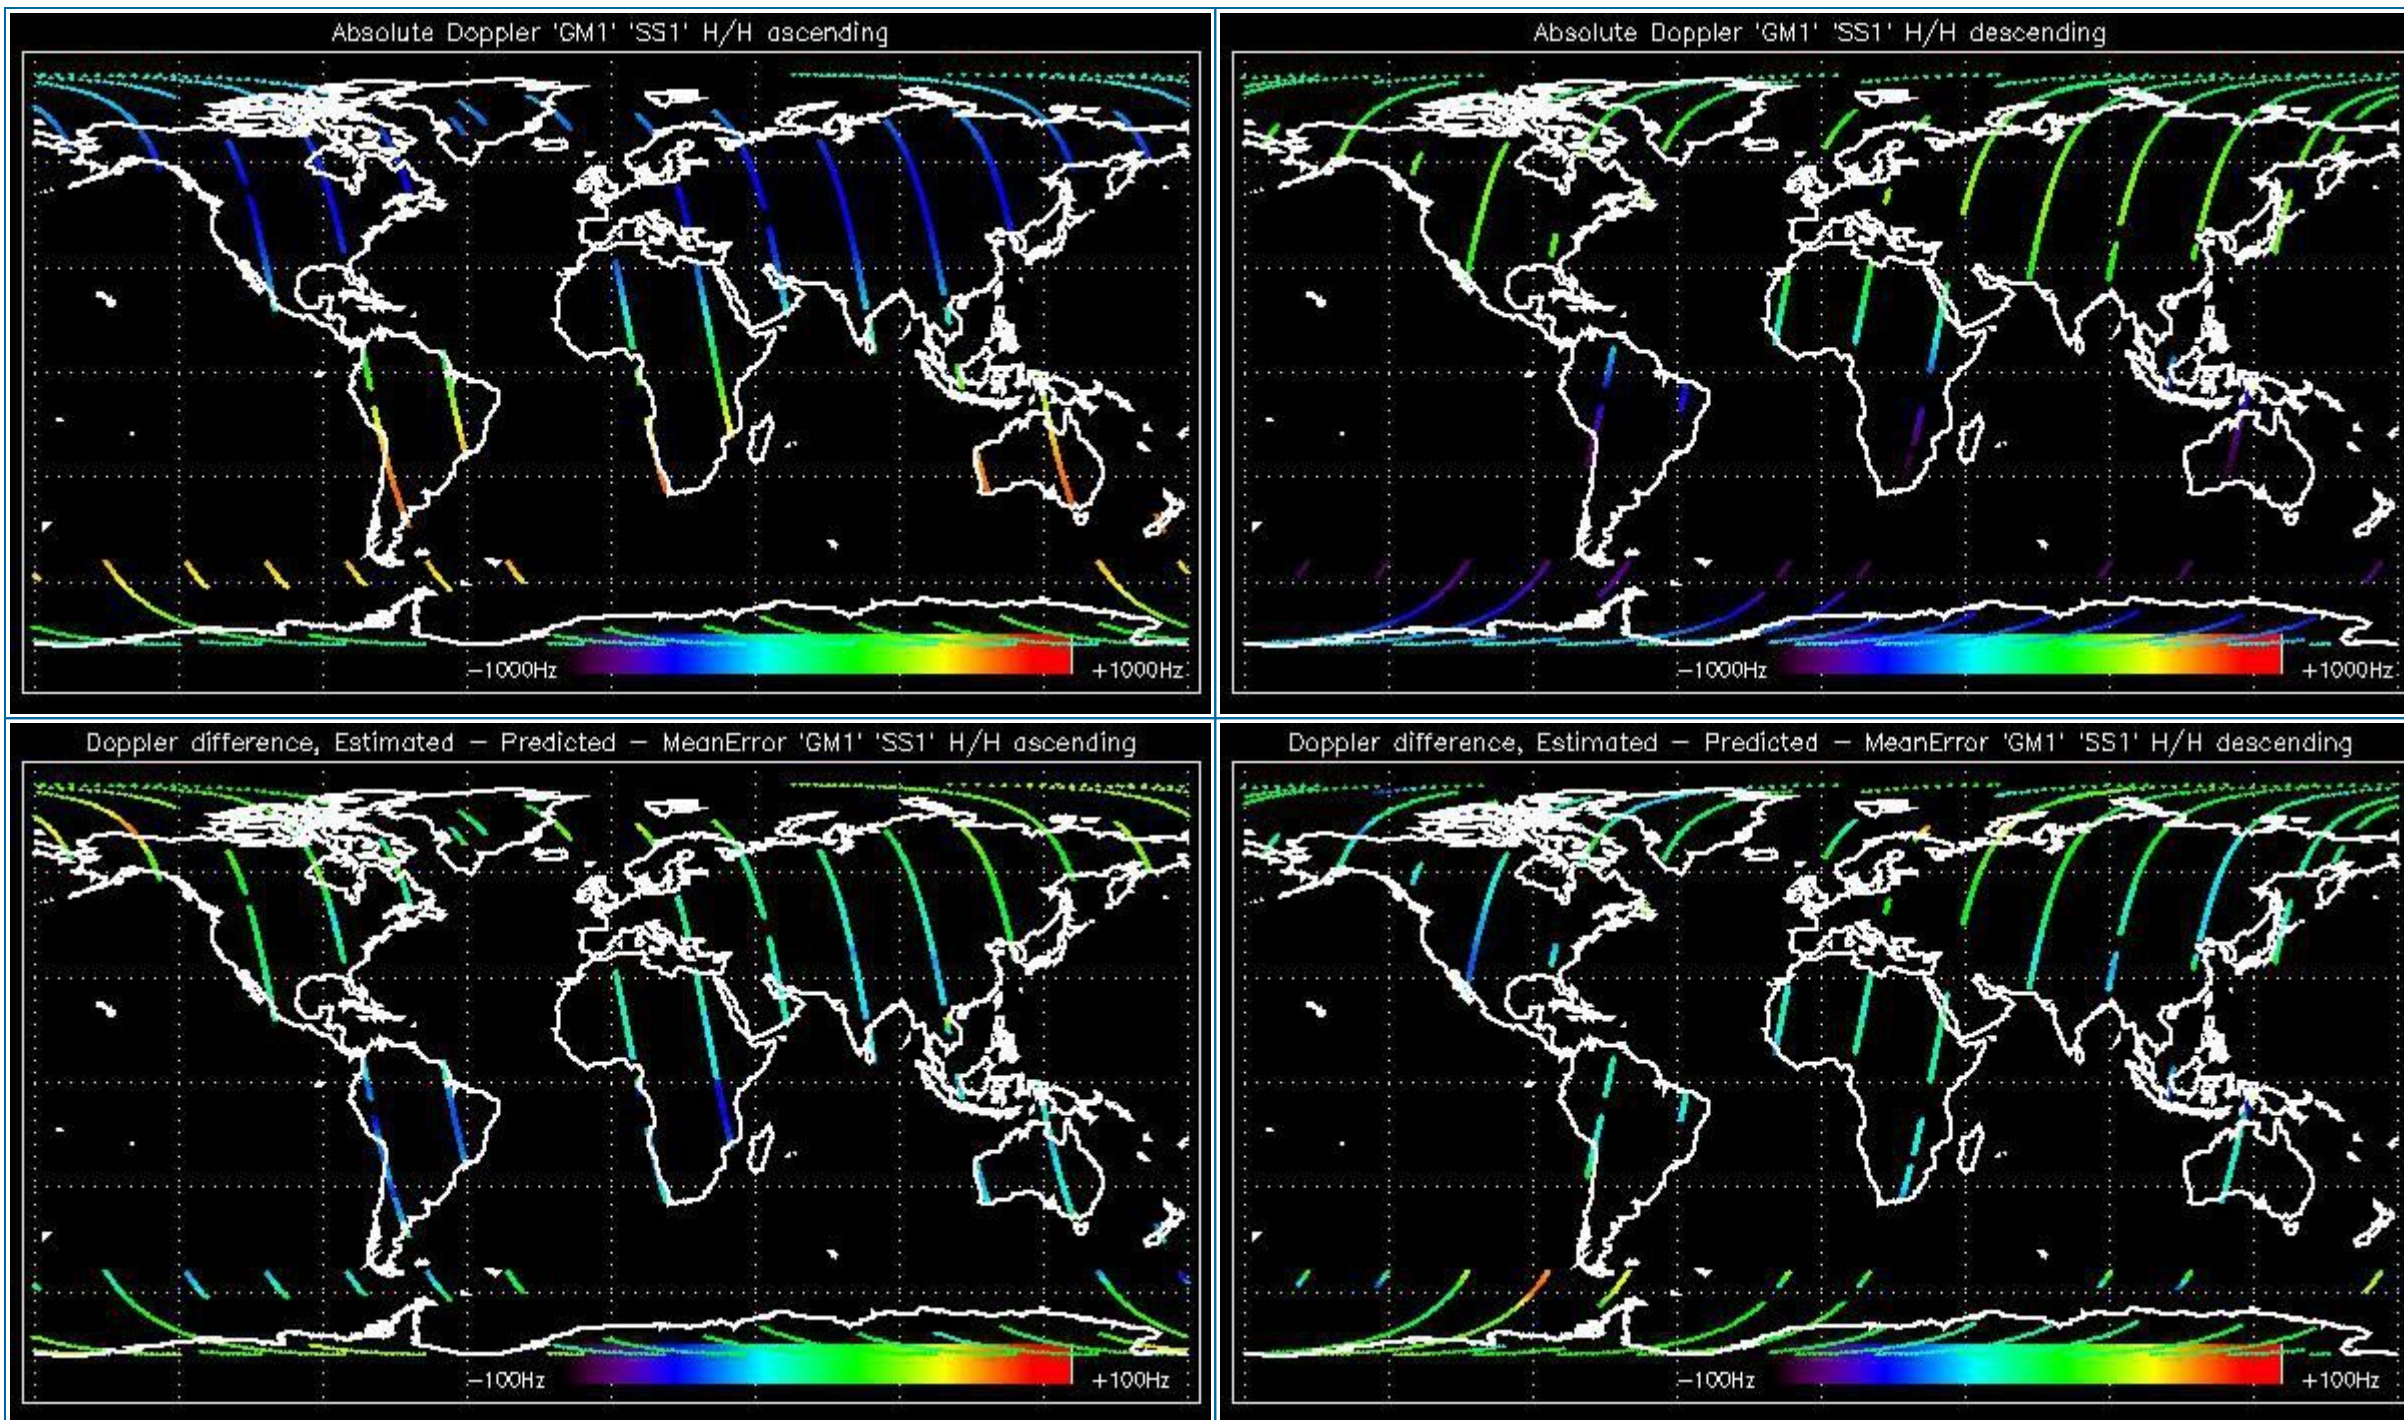 Absolute Doppler 'GM1' 'SS1' H/H ascending
-1000Hz
+1000Hz
Absolute Doppler 'GM1' 'SS1' H/H descending
-1000Hz
+1000Hz
Doppler difference, Estimated - Predicted - MeanError 'GM1' 'SS1' H/H ascending
-100Hz
+100Hz
Doppler difference, Estimated - Predicted - MeanError 'GM1' 'SS1' H/H descending
-100Hz
+100Hz